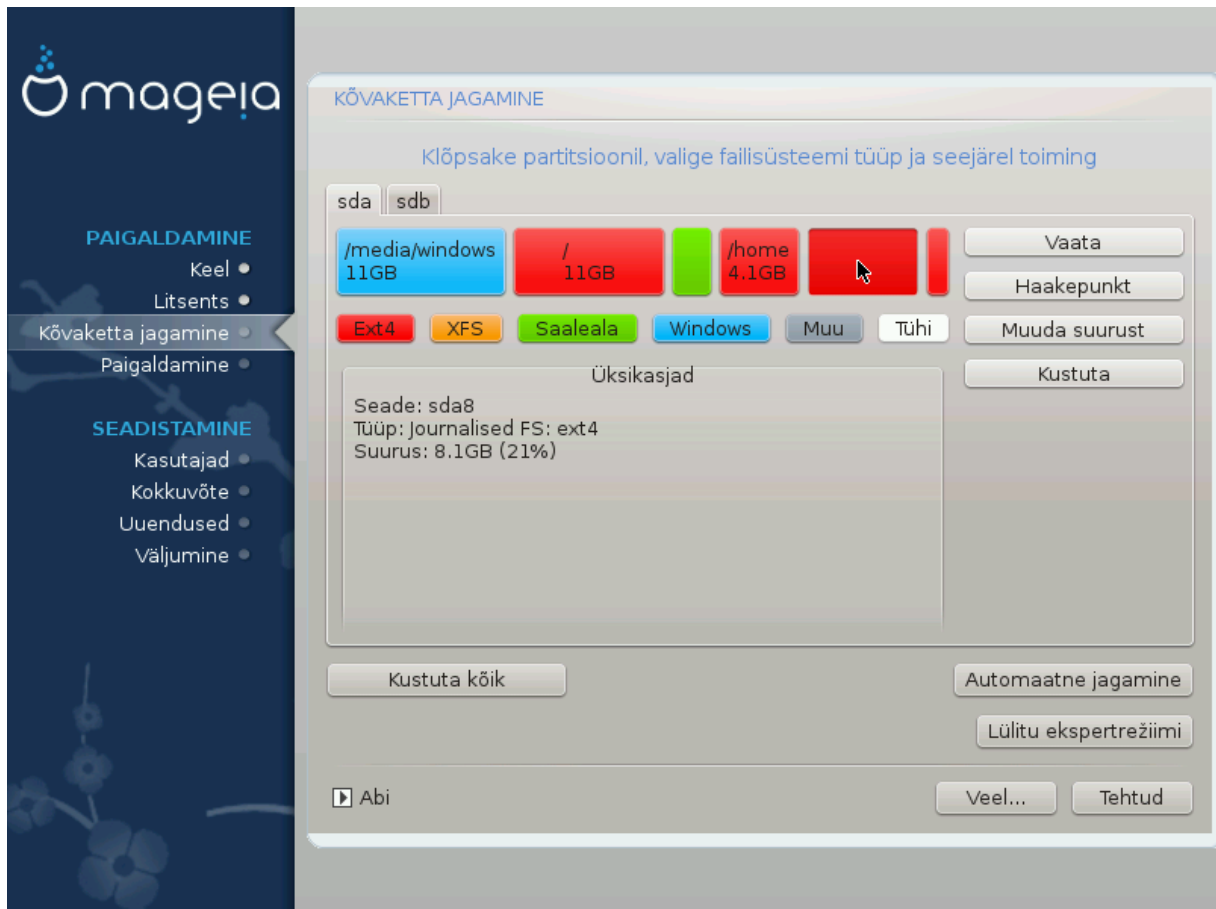 mageia
PAIGALDAMINE
Keel
Litsents
Kõvaketta jagamine
Paigaldamine
SEADISTAMINE
Kasutajad
Kokkuvõte
Uuendused
Väljumine
KÕVAKETTA JAGAMINE
Klõpsake partitsioonil, valige failisüsteemi tüüp ja seejärel toiming
sda sdb
/media/windows
11GB
/
11GB
/home
4.1GB
Ext4 XFS Saaleala Windows Muu Tühi
Vaata
Haakepunkt
Muuda suurust
Kustuta
Üksikasjad
Seade: sda8
Tüüp: Journalised FS: ext4
Suurus: 8.1GB (21%)
Kustuta kõik
Automaatne jagamine
Lülitu ekspertrežiimi
Abi
Veel...
Tehtud